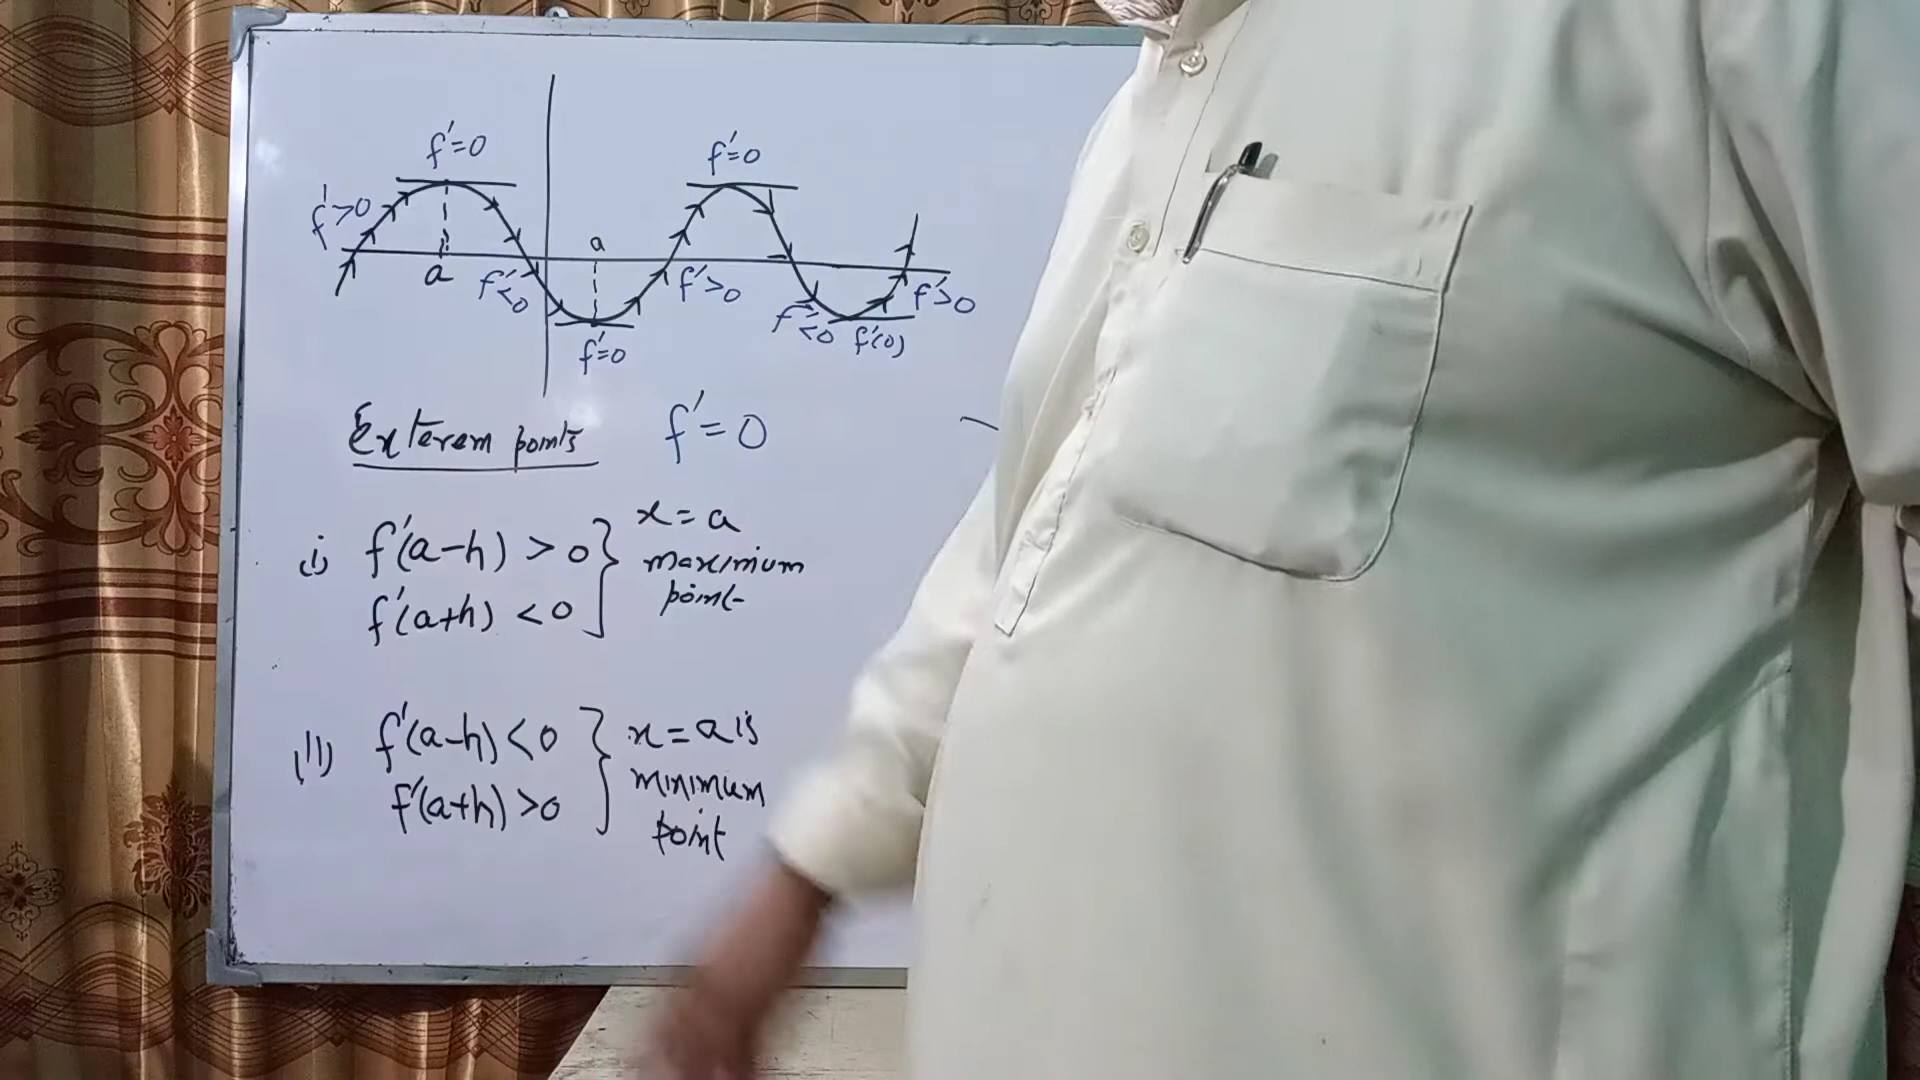 f'=0
f'=0
f'>0
a
a
f'<0
f'>0
f'>0
f'<0
f'(0)
f'=0
Exterem points
f'=0
(i) f'(a-h) > 0 } x = a
f'(a+h) < 0
maximum
point
(ii) f'(a-h) < 0 } x = a is
f'(a+h) > 0
minimum
point